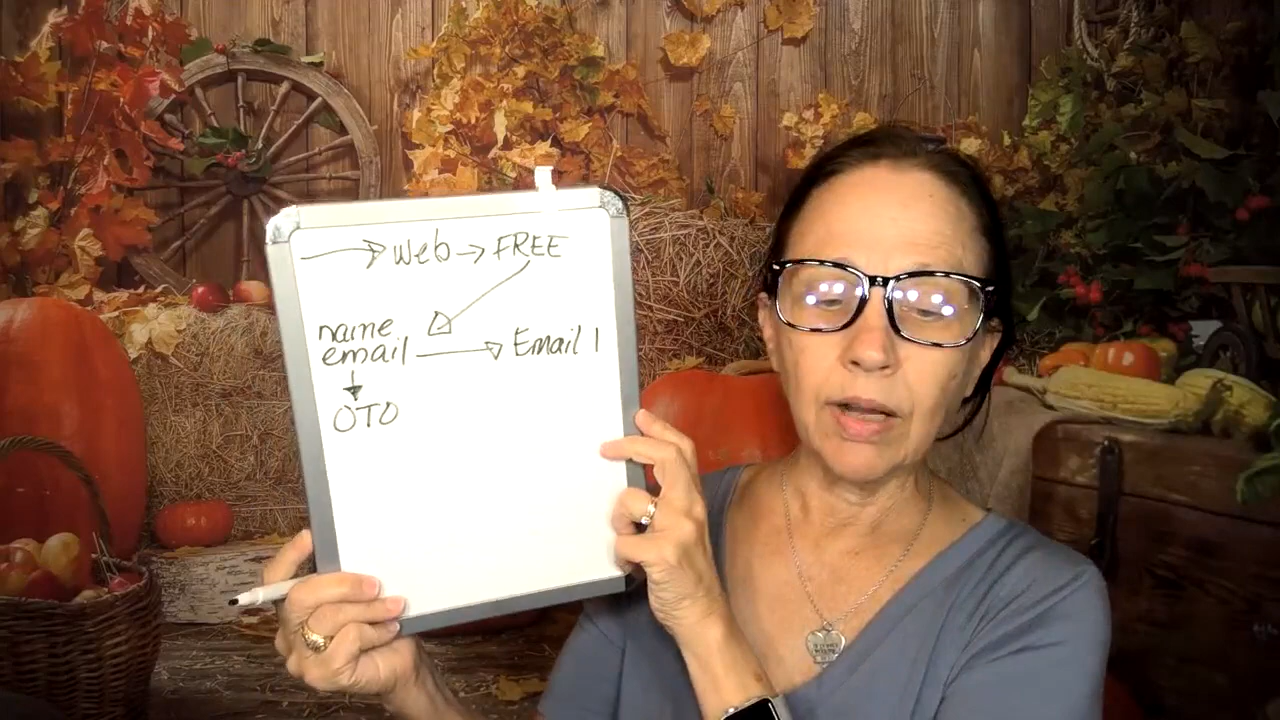 → Web → FREE
name
email → Email 1
OTO